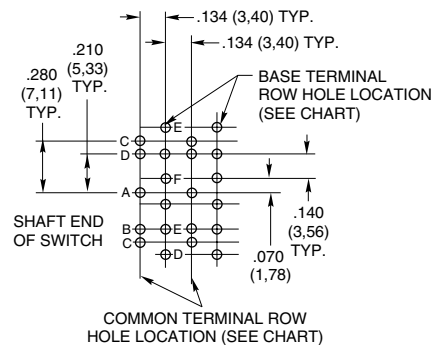 .134 (3,40) TYP.
.134 (3,40) TYP.
.210
(5,33)
TYP.
.280
(7,11)
TYP.
BASE TERMINAL
ROW HOLE LOCATION
(SEE CHART)
E
C
D
F
A
SHAFT END
OF SWITCH
B
E
C
D
.140
(3,56)
TYP.
.070
(1,78)
COMMON TERMINAL ROW
HOLE LOCATION (SEE CHART)